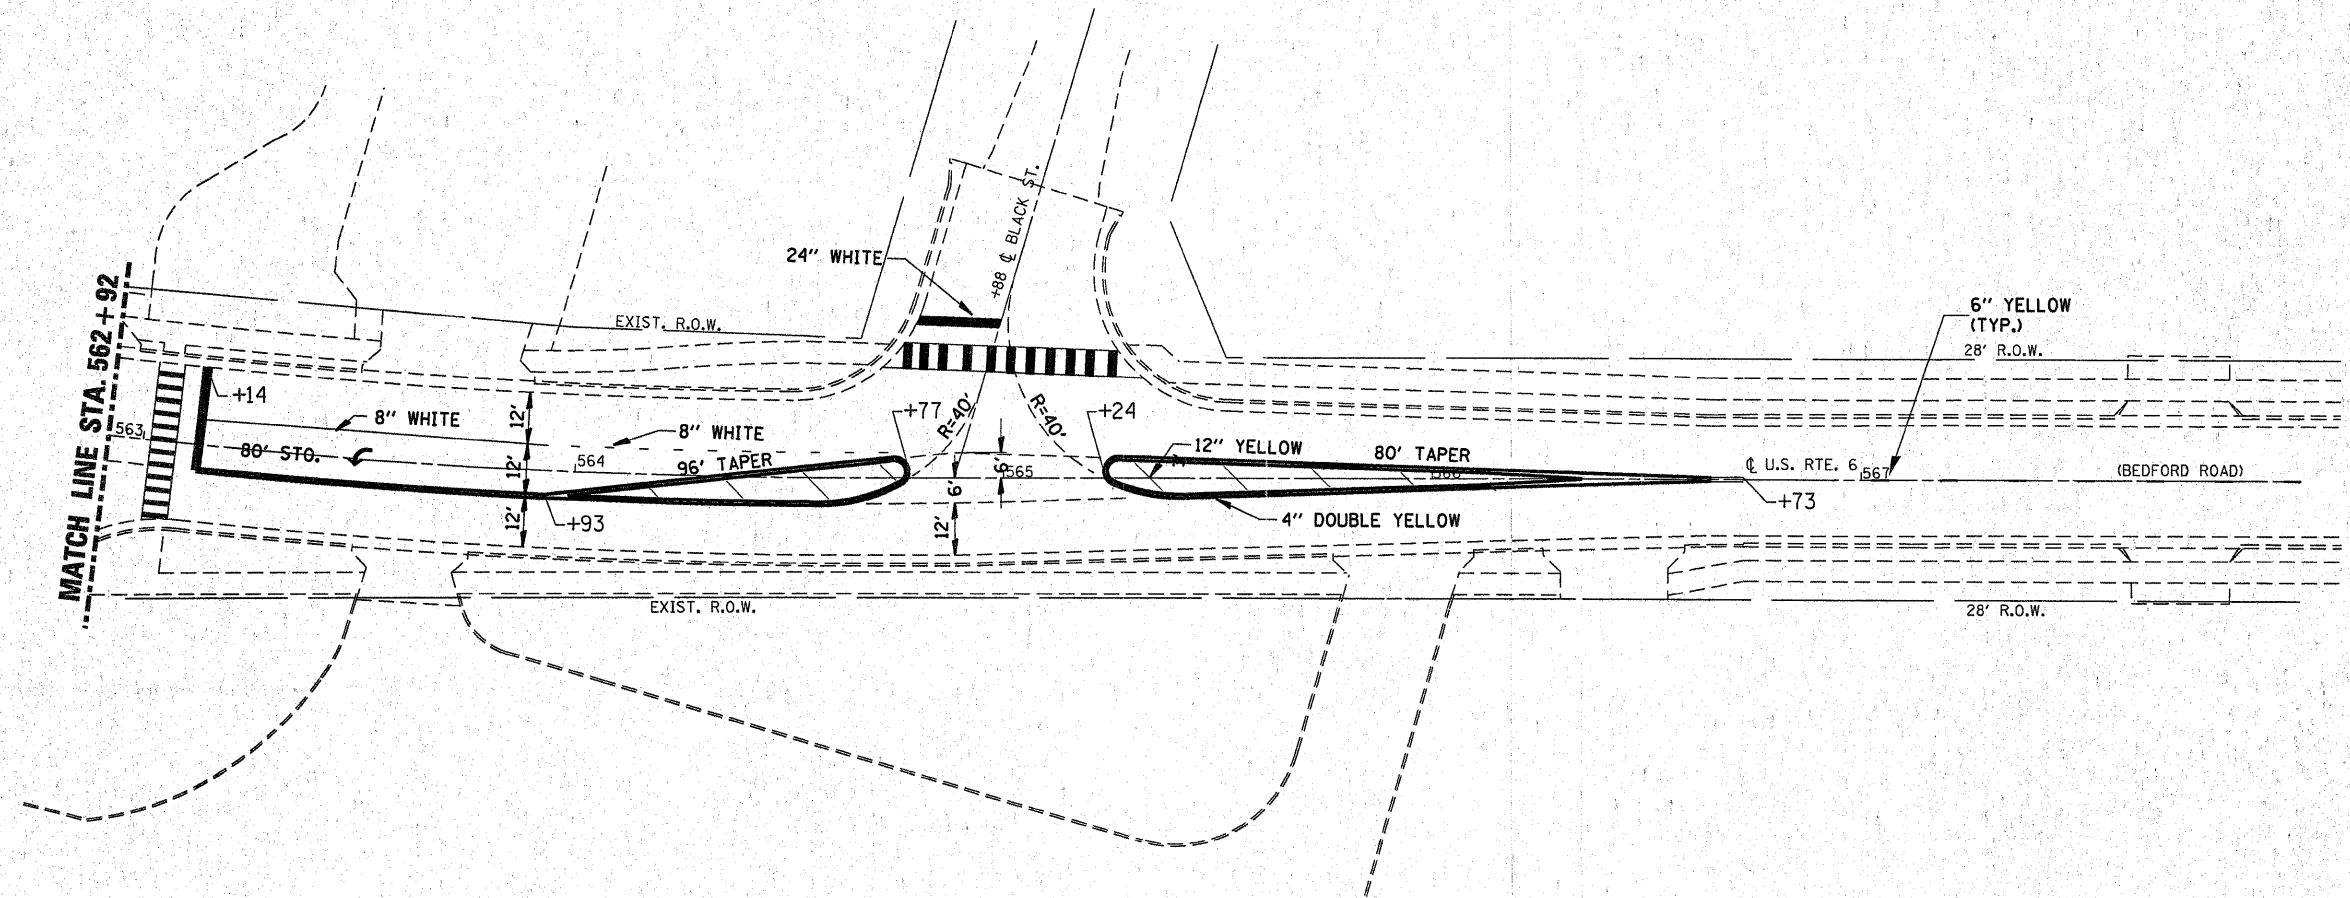 MATCH LINE STA. 562+92
563
+14
8" WHITE
80' STO.
12'
12'
12'
564
+93
8" WHITE
96' TAPER
EXIST. R.O.W.
EXIST. R.O.W.
24" WHITE
+88 ℄ BLACK ST.
+77
R=40'
R=40'
6'
6'
12'
565
+24
12" YELLOW
80' TAPER
566
4" DOUBLE YELLOW
℄ U.S. RTE. 6
567
+73
6" YELLOW
(TYP.)
28' R.O.W.
(BEDFORD ROAD)
28' R.O.W.